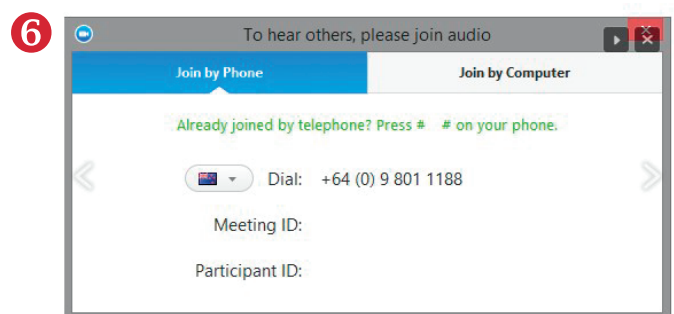 6
To hear others, please join audio
Join by Phone Join by Computer
Already joined by telephone? Press # # on your phone.
Dial: +64 (0) 9 801 1188
Meeting ID:
Participant ID: